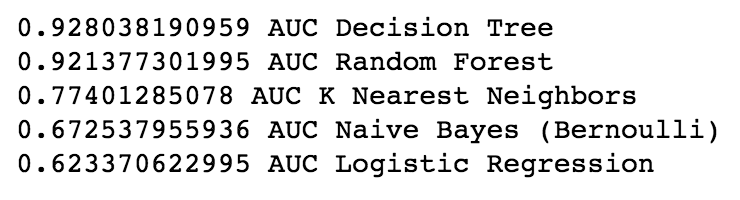 0.928038190959 AUC Decision Tree
0.921377301995 AUC Random Forest
0.77401285078 AUC K Nearest Neighbors
0.672537955936 AUC Naive Bayes (Bernoulli)
0.623370622995 AUC Logistic Regression